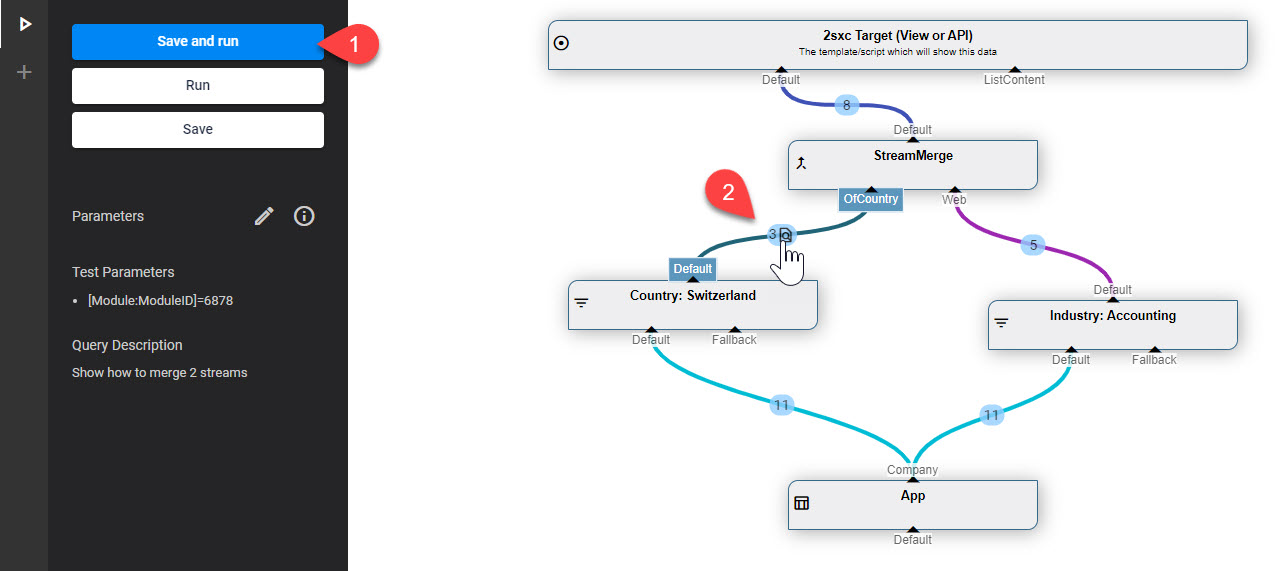 Save and run
1
Run
Save
Parameters
Test Parameters
• [Module:ModuleID]=6878
Query Description
Show how to merge 2 streams
2sxc Target (View or API)
The template/script which will show this data
Default
ListContent
8
Default
StreamMerge
OfCountry
Web
2
3
5
Default
Country: Switzerland
Default
Fallback
Default
Industry: Accounting
Default
Fallback
11
11
Company
App
Default